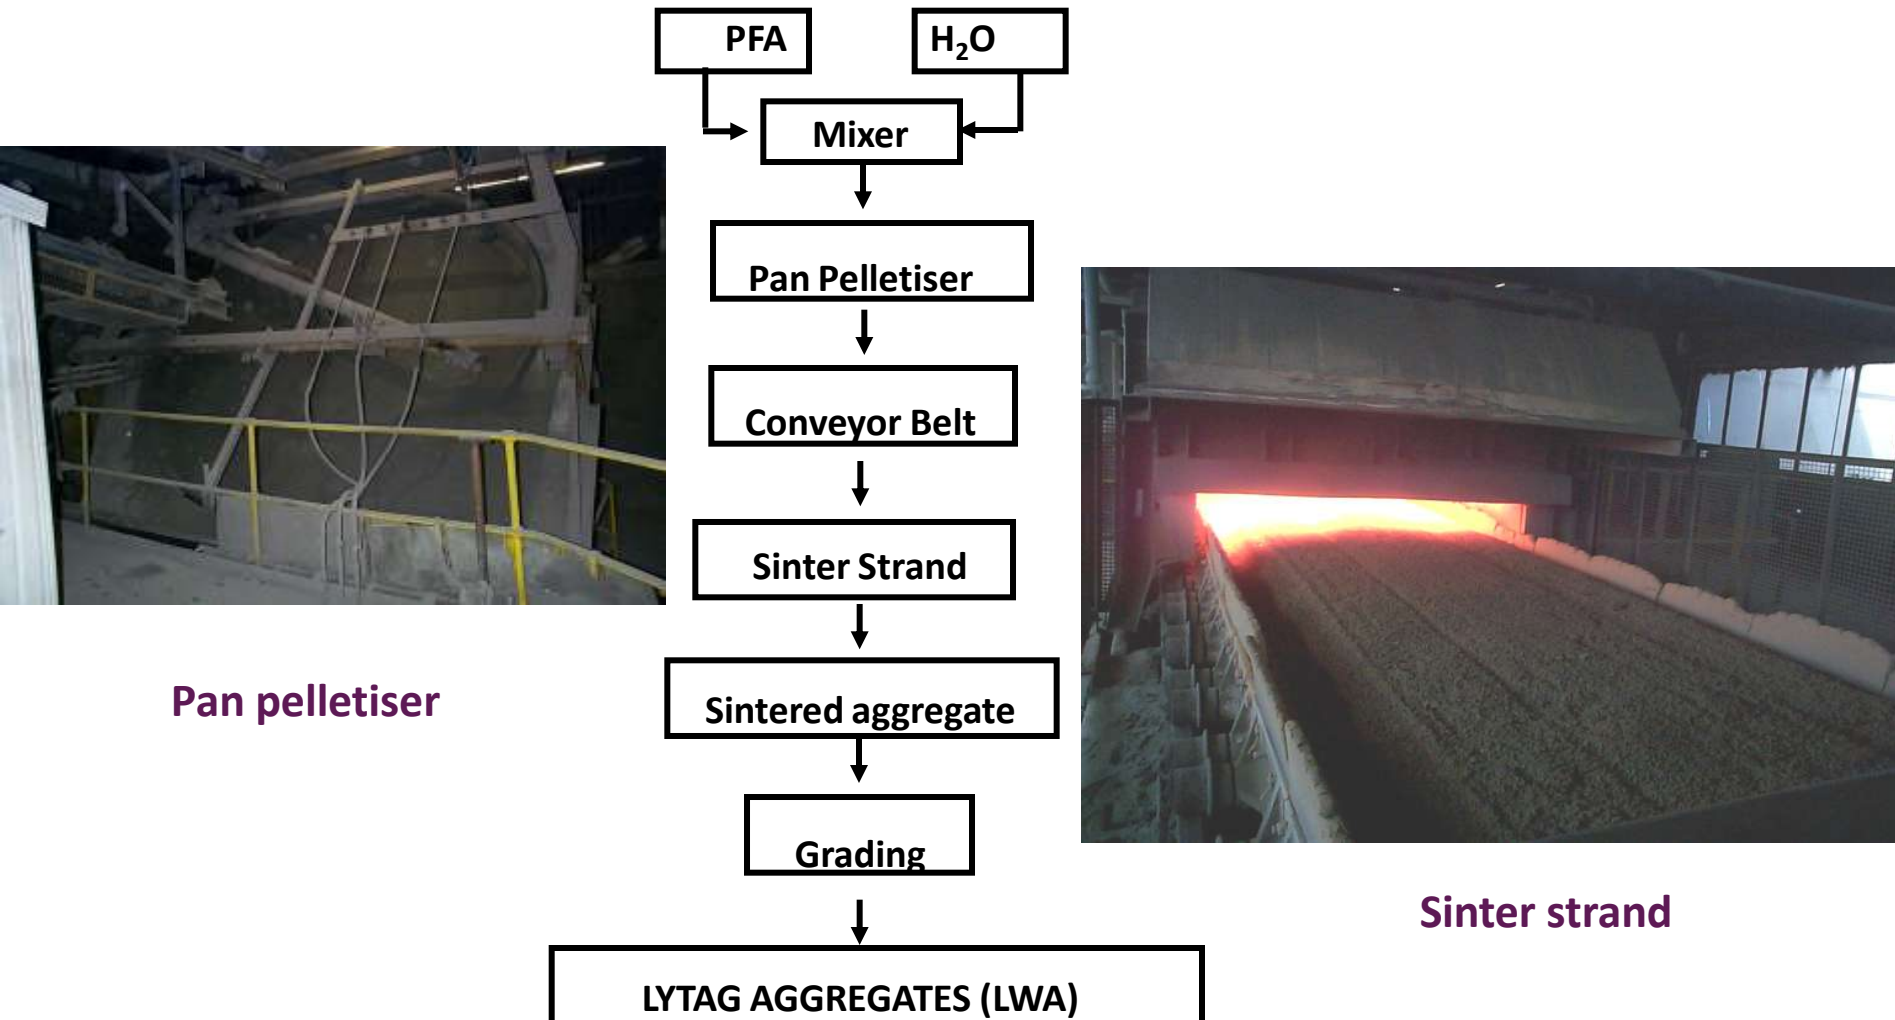 PFA
H₂O
Mixer
Pan Pelletiser
Conveyor Belt
Sinter Strand
Sintered aggregate
Grading
LYTAG AGGREGATES (LWA)
Pan pelletiser
Sinter strand